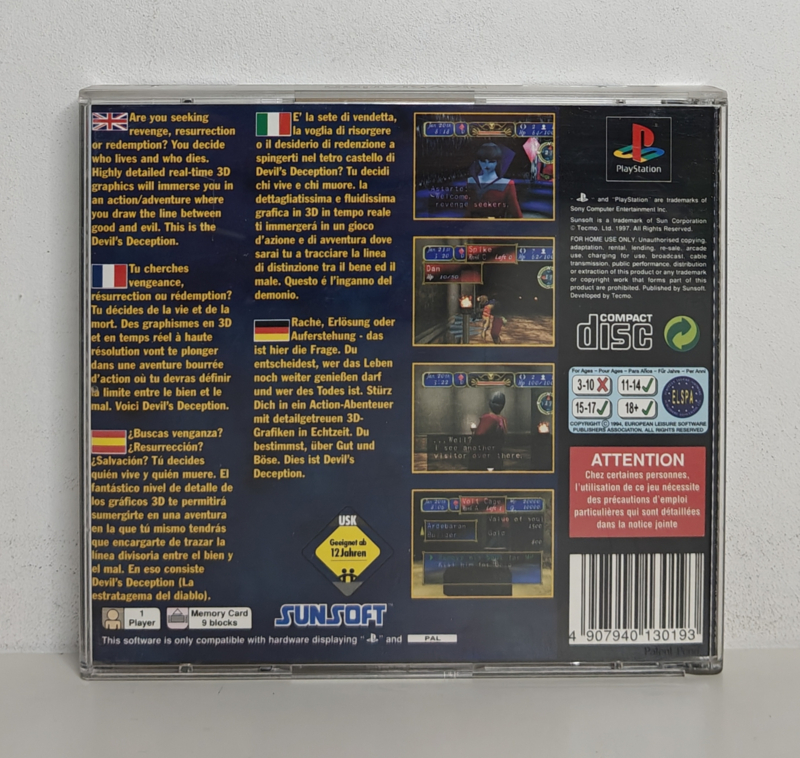 Are you seeking
revenge, resurrection
or redemption? You decide
who lives and who dies.
Highly detailed real-time 3D
graphics will immerse you in
an action/adventure where
you draw the line between
good and evil. This is the
Devil's Deception.
Tu cherches
vengeance,
résurrection ou rédemption?
Tu décides de la vie et de la
mort. Des graphismes en 3D
et en temps réel à haute
résolution vont te plonger
dans une aventure bourrée
d'action où tu devras définir
la limite entre le bien et le
mal. Voici Devil's Deception.
¿Buscas venganza?
¿Resurrección?
¿Salvación? Tú decides
quién vive y quién muere. El
fantástico nivel de detalle de
los gráficos 3D te permitirá
sumergirte en una aventura
en la que tú mismo tendrás
que encargarte de trazar la
línea divisoria entre el bien y
el mal. En eso consiste
Devil's Deception (La
estratagema del diablo).
E' la sete di vendetta,
la voglia di risorgere
o il desiderio di redenzione a
spingerti nel tetro castello di
Devil's Deception? Tu decidi
chi vive e chi muore. la
dettagliatissima e fluidissima
grafica in 3D in tempo reale
ti immergerà in un gioco
d'azione e di avventura dove
sarai tu a tracciare la linea
di distinzione tra il bene ed il
male. Questo é l'inganno del
demonio.
Rache, Erlösung oder
Auferstehung - das
ist hier die Frage. Du
entscheidest, wer das Leben
noch weiter genießen darf
und wer des Todes ist. Stürz
Dich in ein Action-Abenteuer
mit detailgetreuen 3D-
Grafiken in Echtzeit. Du
bestimmst, über Gut und
Böse. Dies ist Devil's
Deception.
USK
Geeignet ab
12 Jahren
1
Player
Memory Card
9 blocks
SUNSOFT
This software is only compatible with hardware displaying " " and PAL
Astarte:
Welcome,
revenge seekers.
Spike
Dan
...Well?
I see another
visitor over there.
Volt Cage
Ardebaran
Value of soul
Gold
PlayStation
" " and "PlayStation" are trademarks of
Sony Computer Entertainment Inc.
Sunsoft is a trademark of Sun Corporation
© Tecmo. Ltd. 1997. All Rights Reserved.
FOR HOME USE ONLY. Unauthorised copying,
adaptation, rental, lending, re-sale, arcade
use, charging for use, broadcast, cable
transmission, public performance, distribution
or extraction of this product or any trademark
or copyright work that forms part of this
product are prohibited. Published by Sunsoft.
Developed by Tecmo.
COMPACT
disc
For Ages - Pour Ages - Para Años - Für Jahre - Per Anni
3-10
11-14
15-17
18+
ELSPA
COPYRIGHT © 1994, EUROPEAN LEISURE SOFTWARE
PUBLISHERS ASSOCIATION, ALL RIGHTS RESERVED
ATTENTION
Chez certaines personnes,
l'utilisation de ce jeu nécessite
des précautions d'emploi
particulières qui sont détaillées
dans la notice jointe
4 907940 130193